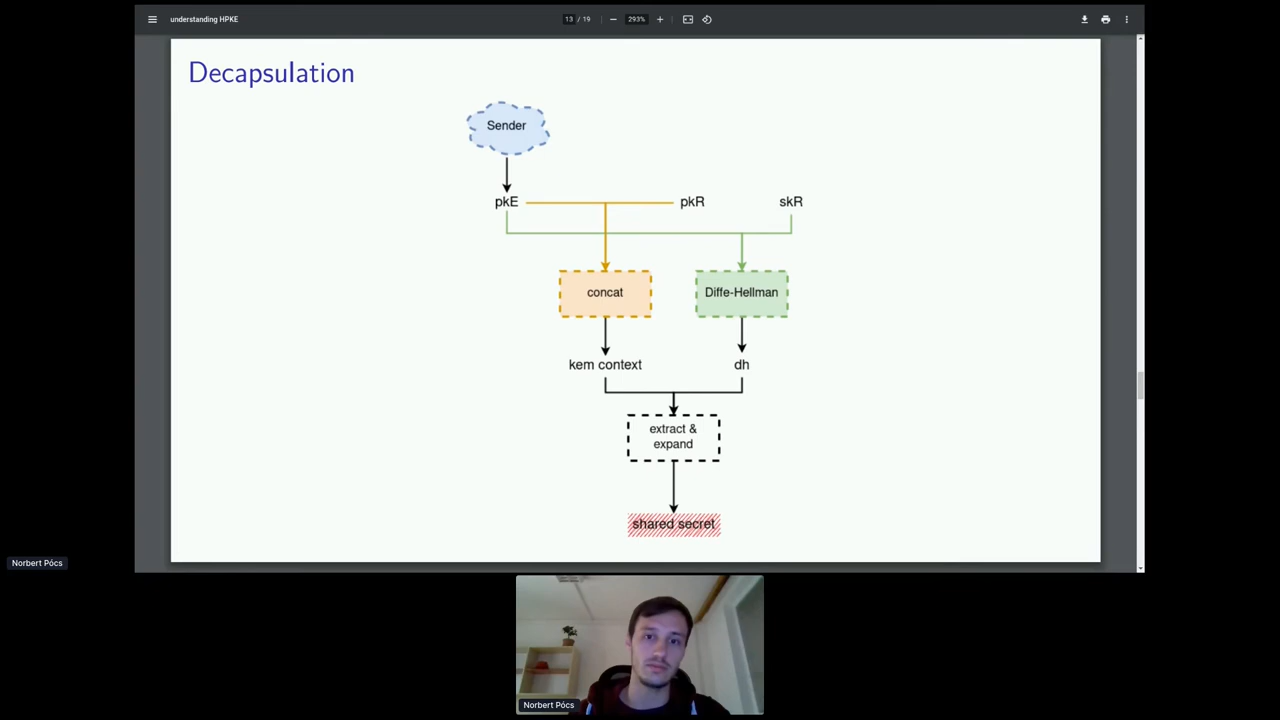 understanding HPKE
13 / 19
293%
Decapsulation
Sender
pkE
pkR
skR
concat
Diffe-Hellman
kem context
dh
extract &
expand
shared secret
Norbert Pócs
Norbert Pócs